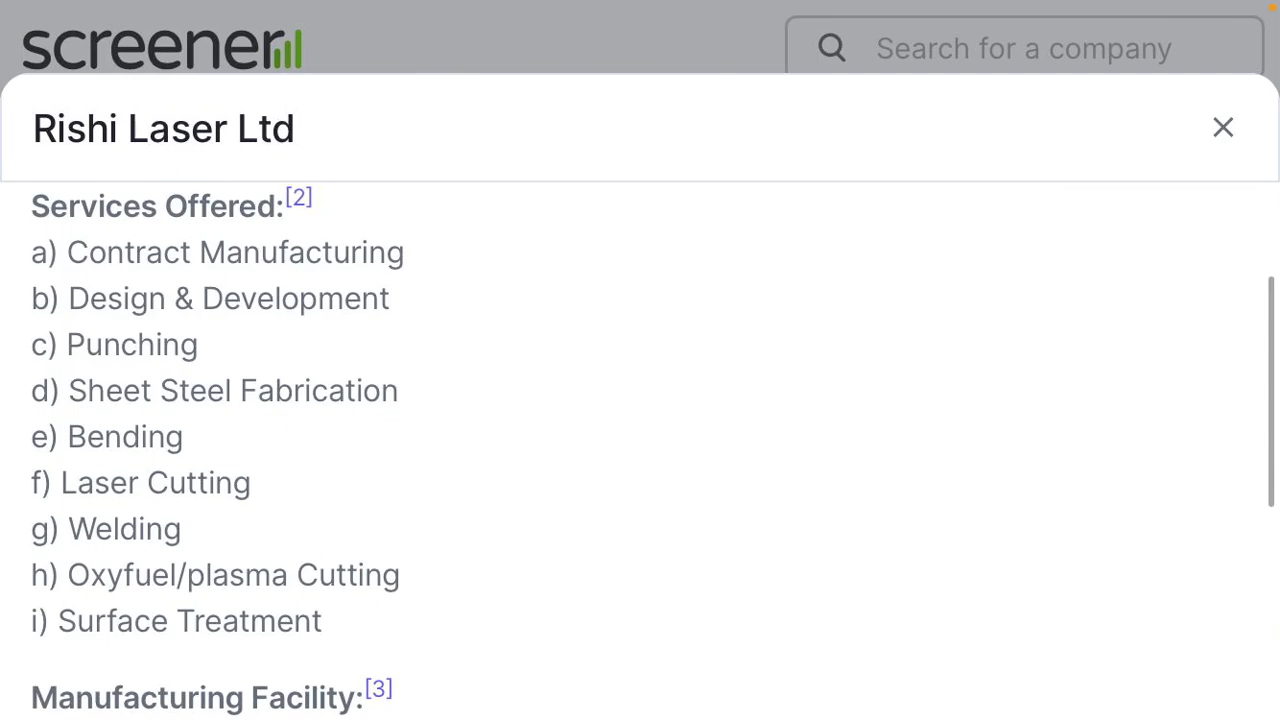 screener
Search for a company
Rishi Laser Ltd
Services Offered:[2]
a) Contract Manufacturing
b) Design & Development
c) Punching
d) Sheet Steel Fabrication
e) Bending
f) Laser Cutting
g) Welding
h) Oxyfuel/plasma Cutting
i) Surface Treatment
Manufacturing Facility:[3]